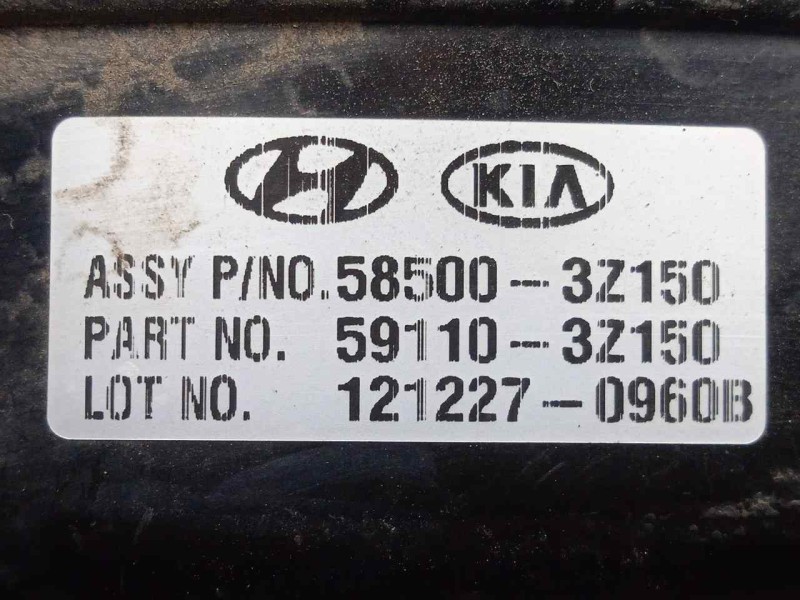 KIA
ASSY P/NO. 58500-3Z150
PART NO. 59110-3Z150
LOT NO. 121227-0960B